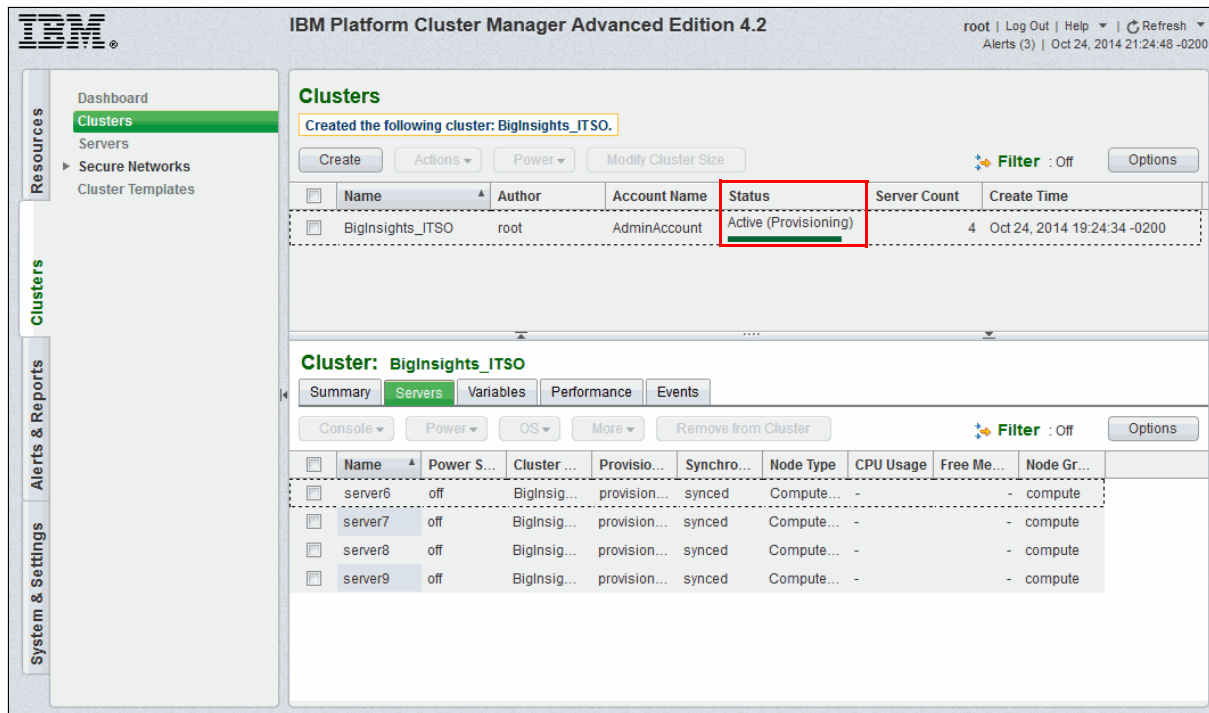 IBM®
IBM Platform Cluster Manager Advanced Edition 4.2
root | Log Out | Help | Refresh
Alerts (3) | Oct 24, 2014 21:24:48 -0200
Resources
Clusters
Alerts & Reports
System & Settings
Dashboard
Clusters
Servers
Secure Networks
Cluster Templates
Clusters
Created the following cluster: BigInsights_ITSO.
Create Actions Power Modify Cluster Size Filter : Off Options
Name Author Account Name Status Server Count Create Time
BigInsights_ITSO root AdminAccount Active (Provisioning) 4 Oct 24, 2014 19:24:34 -0200
Cluster: BigInsights_ITSO
Summary Servers Variables Performance Events
Console Power OS More Remove from Cluster Filter : Off Options
Name Power S... Cluster ... Provisio... Synchro... Node Type CPU Usage Free Me... Node Gr...
server6 off BigInsig... provision... synced Compute... - - compute
server7 off BigInsig... provision... synced Compute... - - compute
server8 off BigInsig... provision... synced Compute... - - compute
server9 off BigInsig... provision... synced Compute... - - compute